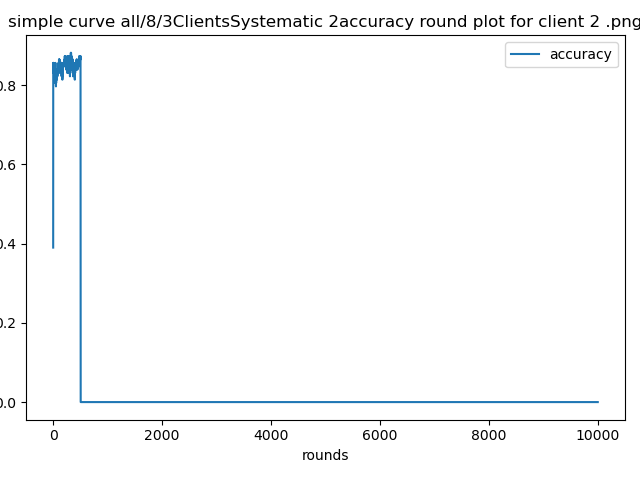 simple curve all/8/3ClientsSystematic 2accuracy round plot for client 2 .png
accuracy
0.8
0.6
0.4
0.2
0.0
0 2000 4000 6000 8000 10000
rounds